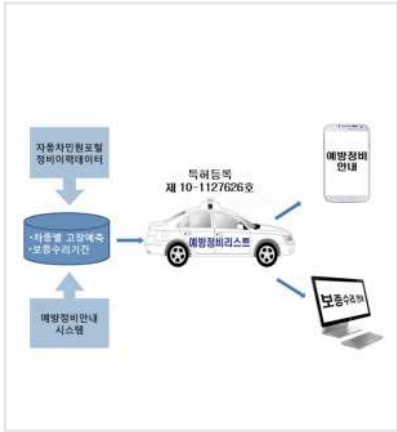 자동차민원포털
정비이력데이터
특허등록
제 10-1127626호
예방정비
안내
•차종별 고장예측
•보증수리기간
예방정비리스트
보증수리 안내
예방정비안내
시스템